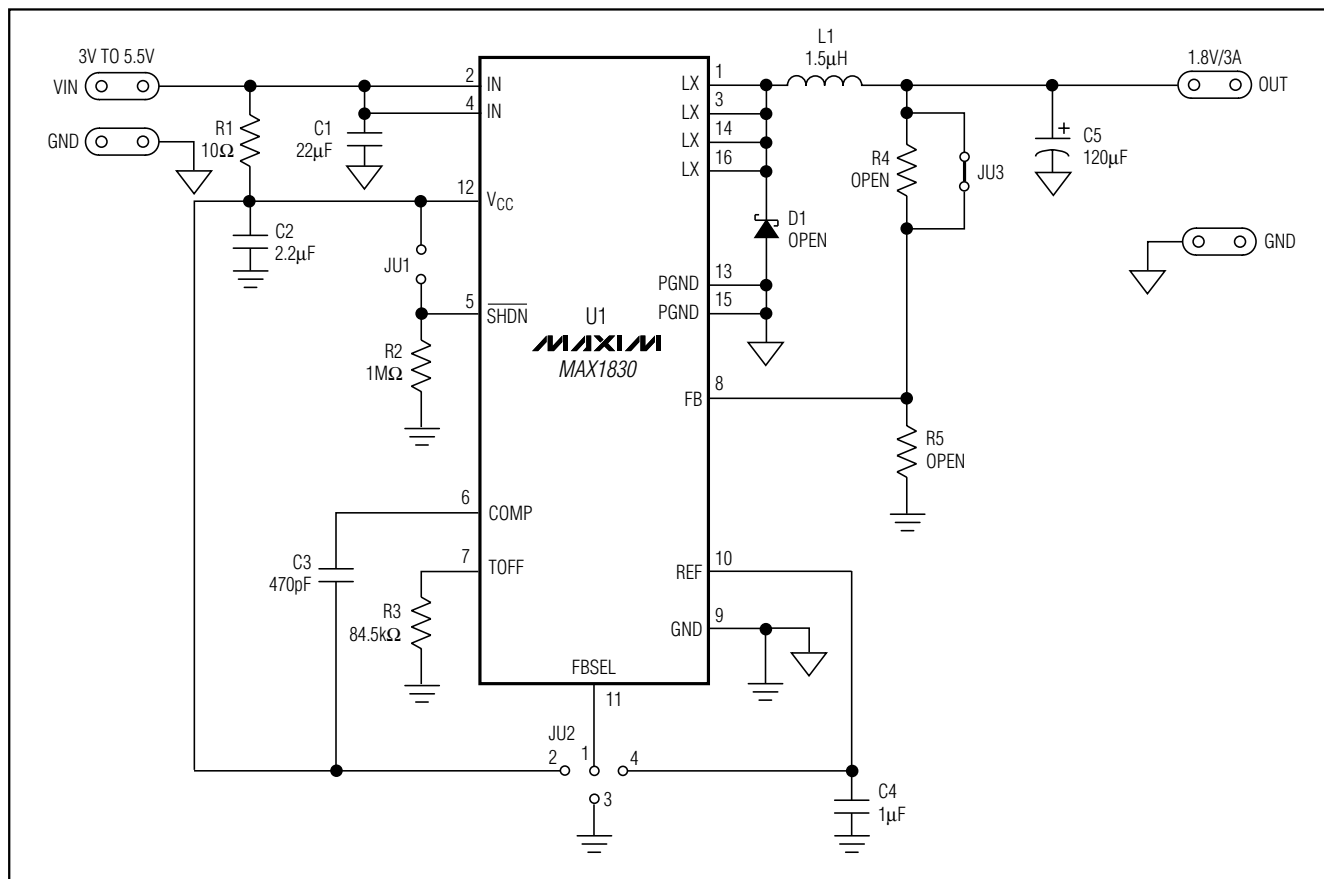 3V TO 5.5V
VIN
GND
R1
10Ω
C1
22µF
C2
2.2µF
JU1
R2
1MΩ
C3
470pF
R3
84.5kΩ
2
IN
4
IN
12
VCC
5
SHDN
6
COMP
7
TOFF
U1
MAXIM
MAX1830
FBSEL
11
1
LX
3
LX
14
LX
16
LX
13
PGND
15
PGND
8
FB
10
REF
9
GND
L1
1.5µH
D1
OPEN
R4
OPEN
JU3
C5
+
120µF
1.8V/3A
OUT
GND
R5
OPEN
JU2
2
1
4
3
C4
1µF